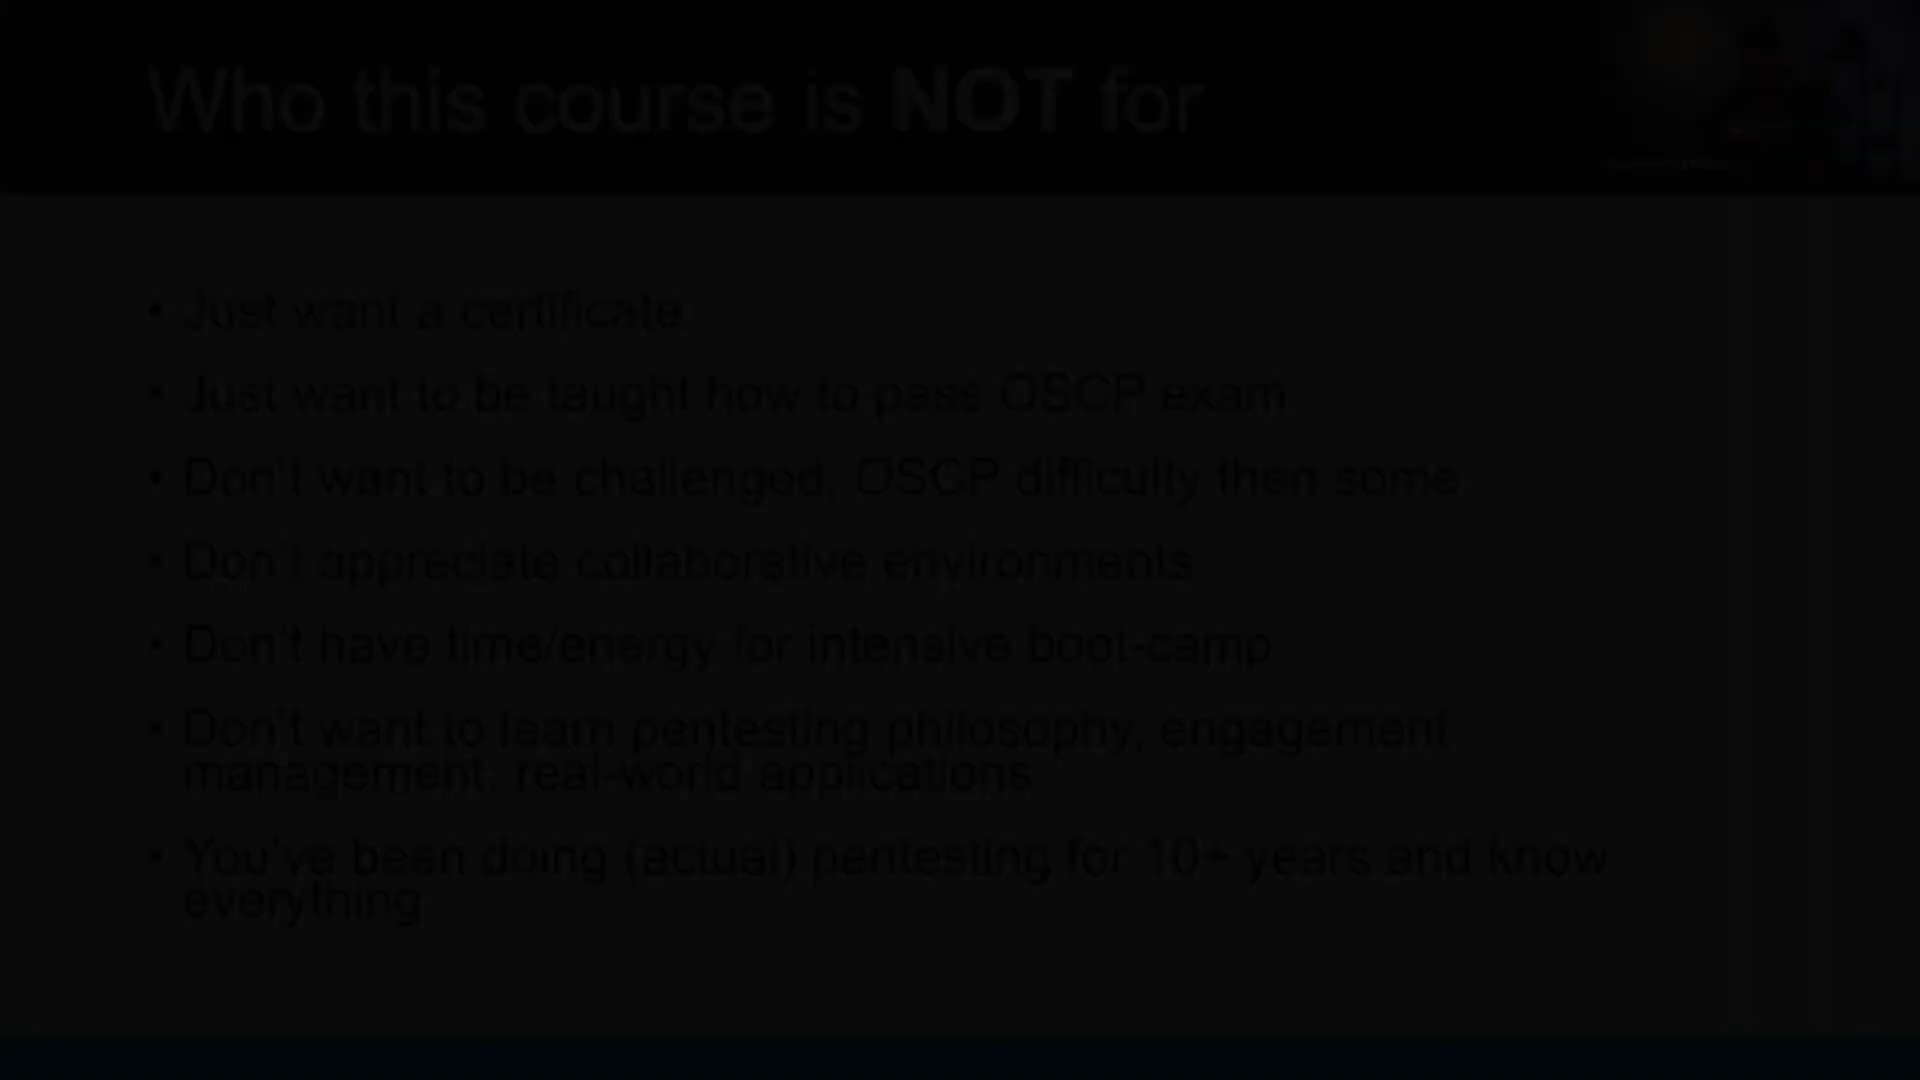 Who this course is NOT for
• Just want a certificate
• Just want to be taught how to pass OSCP exam
• Don't want to be challenged, OSCP difficulty then some
• Don't appreciate collaborative environments
• Don't have time/energy for intensive boot-camp
• Don't want to learn pentesting philosophy, engagement
management, real-world applications
• You've been doing (actual) pentesting for 10+ years and know
everything